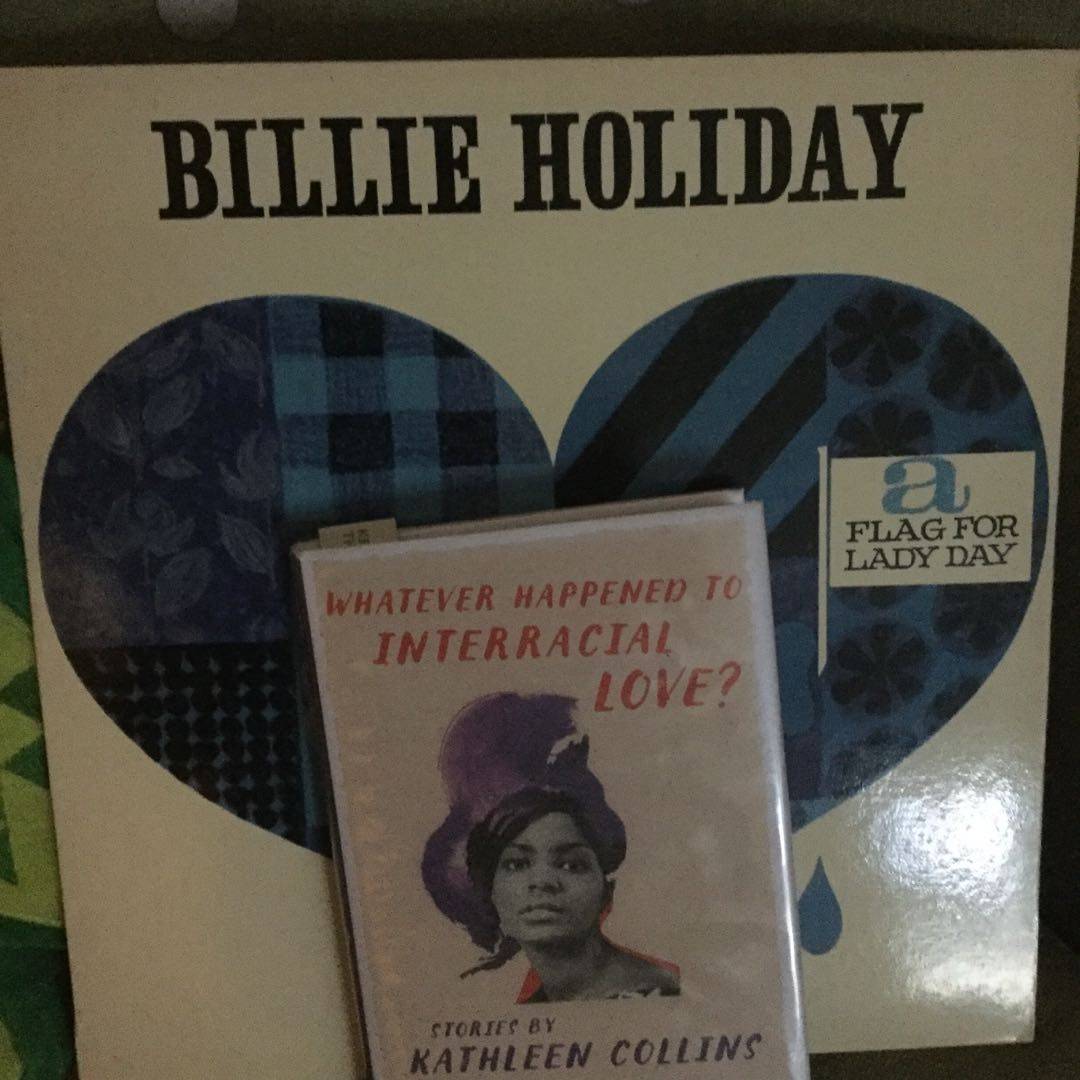 BILLIE HOLIDAY
a
FLAG FOR
LADY DAY
WHATEVER HAPPENED TO
INTERRACIAL
LOVE?
STORIES BY
KATHLEEN COLLINS